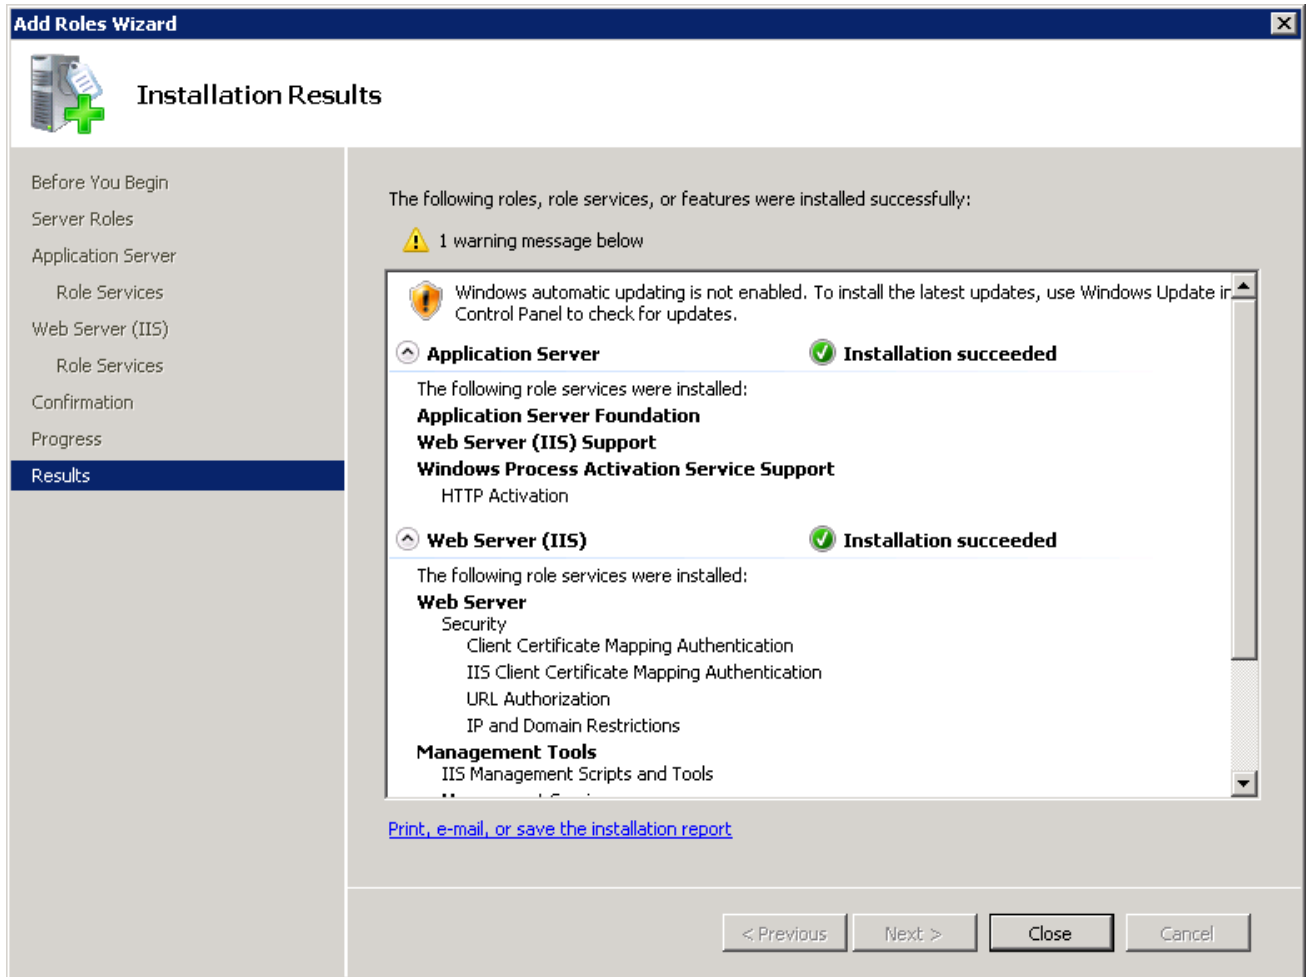 Add Roles Wizard
Installation Results
Before You Begin
Server Roles
Application Server
Role Services
Web Server (IIS)
Role Services
Confirmation
Progress
Results
The following roles, role services, or features were installed successfully:
1 warning message below
Windows automatic updating is not enabled. To install the latest updates, use Windows Update in
Control Panel to check for updates.
Application Server Installation succeeded
The following role services were installed:
Application Server Foundation
Web Server (IIS) Support
Windows Process Activation Service Support
HTTP Activation
Web Server (IIS) Installation succeeded
The following role services were installed:
Web Server
Security
Client Certificate Mapping Authentication
IIS Client Certificate Mapping Authentication
URL Authorization
IP and Domain Restrictions
Management Tools
IIS Management Scripts and Tools
Print, e-mail, or save the installation report
< Previous Next > Close Cancel